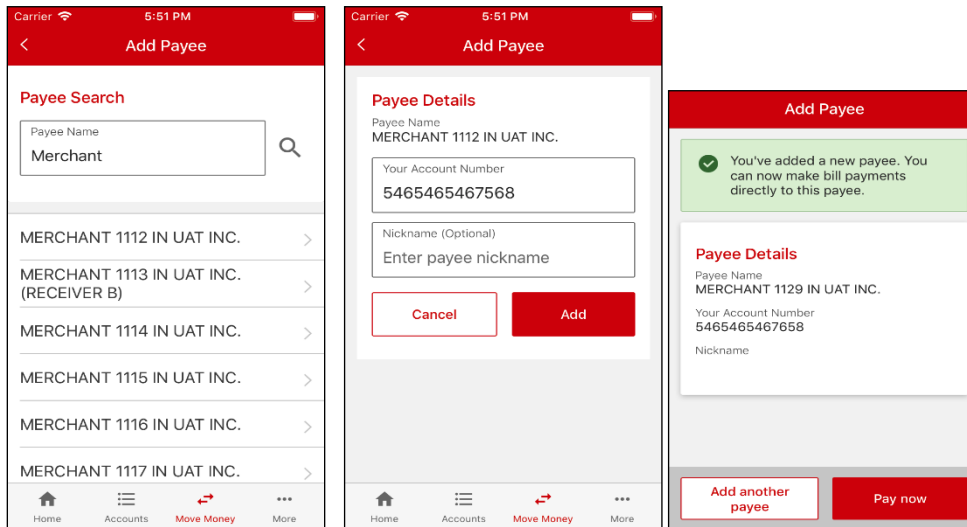 Carrier 5:51 PM
Add Payee
Payee Search
Payee Name
Merchant
MERCHANT 1112 IN UAT INC.
MERCHANT 1113 IN UAT INC.
(RECEIVER B)
MERCHANT 1114 IN UAT INC.
MERCHANT 1115 IN UAT INC.
MERCHANT 1116 IN UAT INC.
MERCHANT 1117 IN UAT INC.
Home Accounts Move Money More
Carrier 5:51 PM
Add Payee
Payee Details
Payee Name
MERCHANT 1112 IN UAT INC.
Your Account Number
5465465467568
Nickname (Optional)
Enter payee nickname
Cancel Add
Home Accounts Move Money More
Add Payee
You've added a new payee. You
can now make bill payments
directly to this payee.
Payee Details
Payee Name
MERCHANT 1129 IN UAT INC.
Your Account Number
5465465467658
Nickname
Add another
payee
Pay now